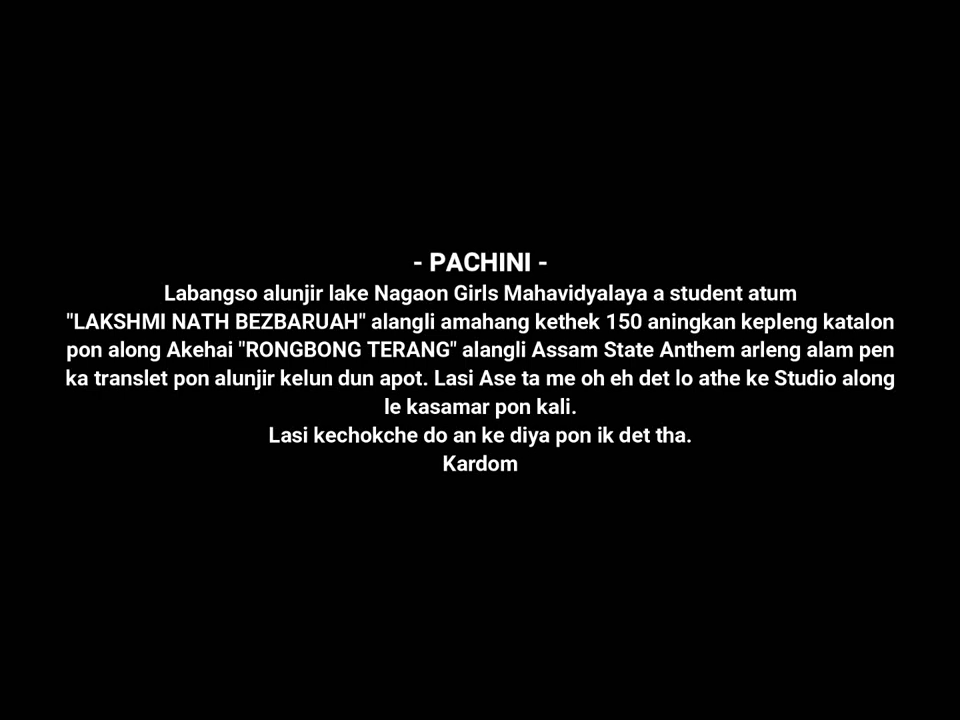 - PACHINI -
Labangso alunjir lake Nagaon Girls Mahavidyalaya a student atum
"LAKSHMI NATH BEZBARUAH" alangli amahang kethek 150 aningkan kepleng katalon
pon along Akehai "RONGBONG TERANG" alangli Assam State Anthem arleng alam pen
ka translet pon alunjir kelun dun apot. Lasi Ase ta me oh eh det lo athe ke Studio along
le kasamar pon kali.
Lasi kechokche do an ke diya pon ik det tha.
Kardom